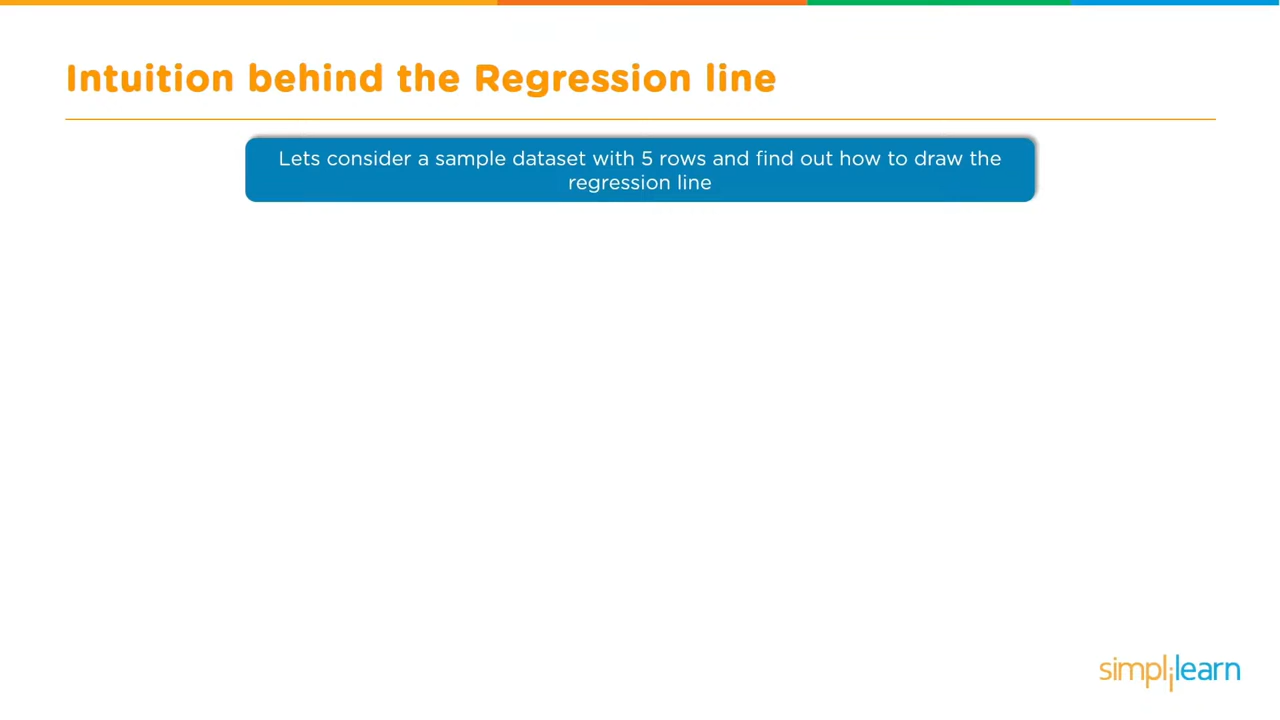 Intuition behind the Regression line
Lets consider a sample dataset with 5 rows and find out how to draw the
regression line
simplilearn